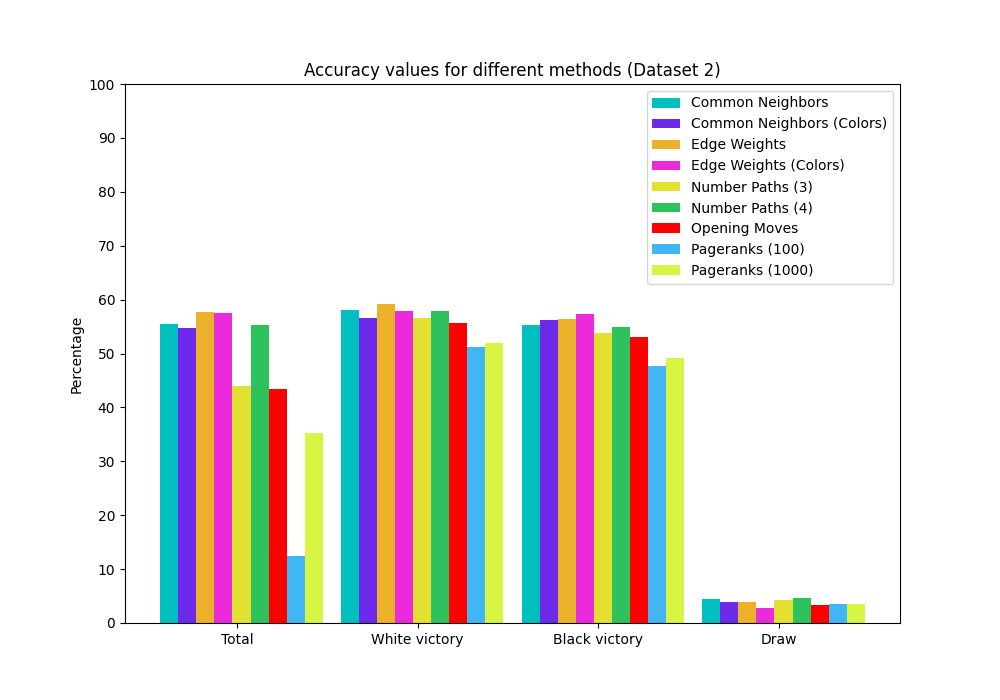 Accuracy values for different methods (Dataset 2)
100
90
80
70
60
50
40
30
20
10
0
Percentage
Common Neighbors
Common Neighbors (Colors)
Edge Weights
Edge Weights (Colors)
Number Paths (3)
Number Paths (4)
Opening Moves
Pageranks (100)
Pageranks (1000)
Total
White victory
Black victory
Draw